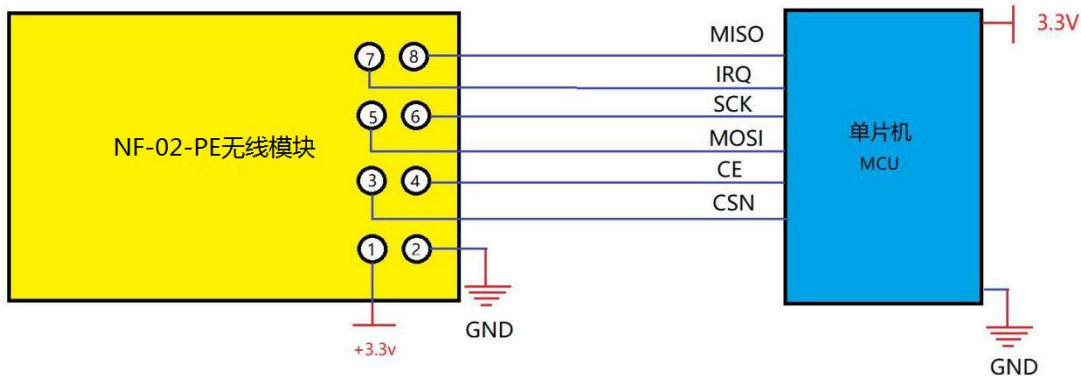 NF-02-PE无线模块
7
8
5
6
3
4
1
2
+3.3v
GND
MISO
IRQ
SCK
MOSI
CE
CSN
单片机
MCU
3.3V
GND